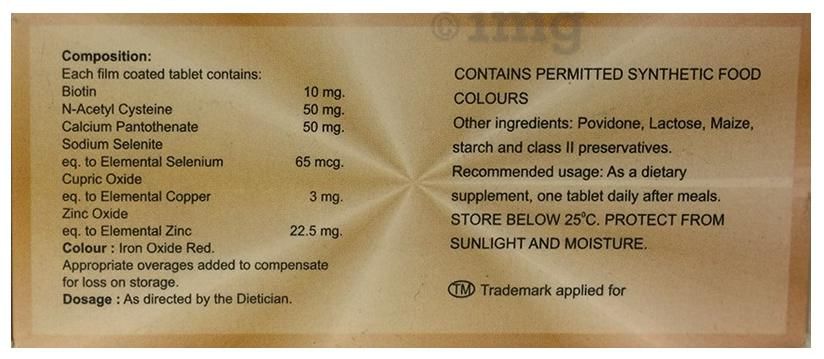 ©1mg
Composition:
Each film coated tablet contains:
Biotin 10 mg.
N-Acetyl Cysteine 50 mg.
Calcium Pantothenate 50 mg.
Sodium Selenite
eq. to Elemental Selenium 65 mcg.
Cupric Oxide
eq. to Elemental Copper 3 mg.
Zinc Oxide
eq. to Elemental Zinc 22.5 mg.
Colour : Iron Oxide Red.
Appropriate overages added to compensate
for loss on storage.
Dosage : As directed by the Dietician.
CONTAINS PERMITTED SYNTHETIC FOOD
COLOURS
Other ingredients: Povidone, Lactose, Maize,
starch and class II preservatives.
Recommended usage: As a dietary
supplement, one tablet daily after meals.
STORE BELOW 25°C. PROTECT FROM
SUNLIGHT AND MOISTURE.
TM Trademark applied for